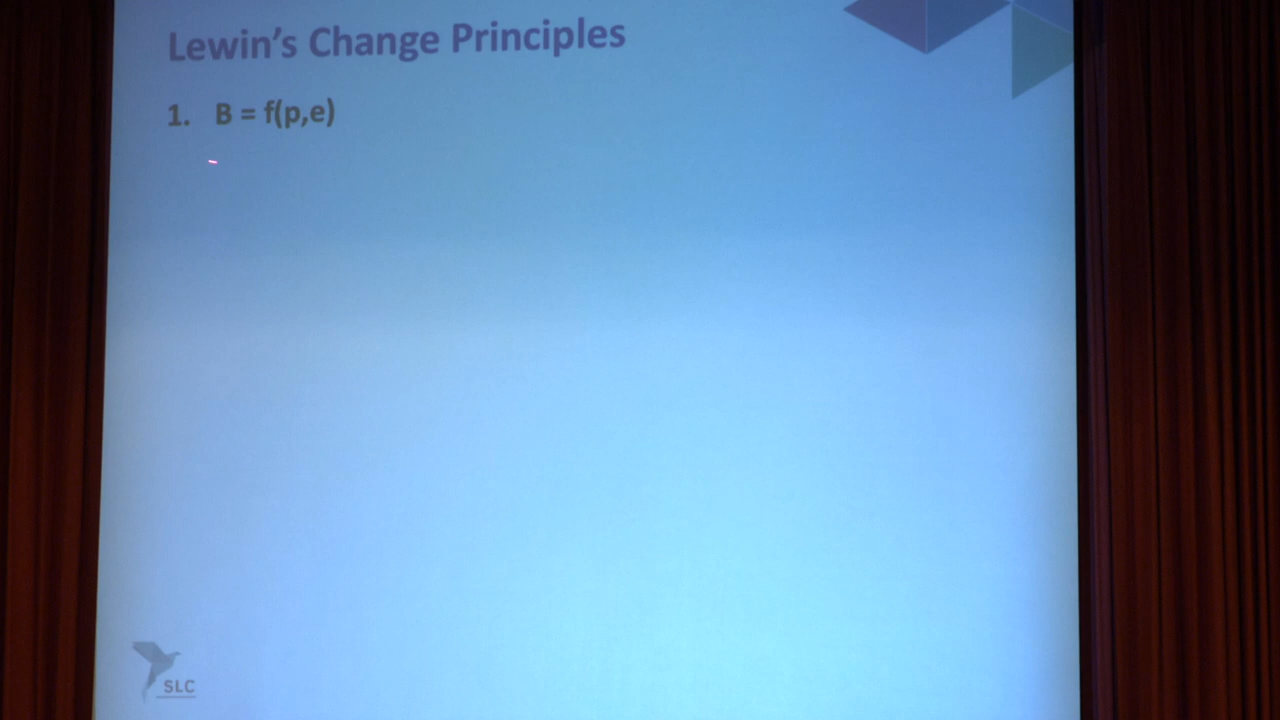 Lewin's Change Principles
1. B = f(p,e)
SLC